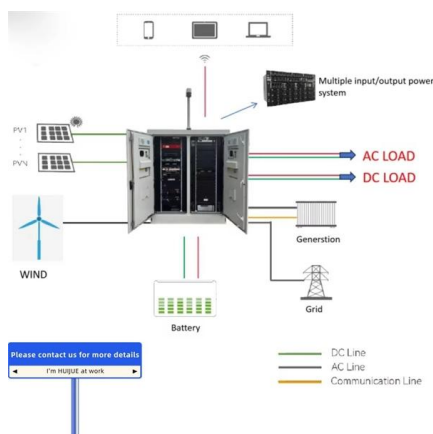 Multiple input/output power
system
PV1
PVN
AC LOAD
DC LOAD
WIND
Generstion
Grid
Battery
Please contact us for more details
I'm HUIJUE at work
DC Line
AC Line
Communication Line